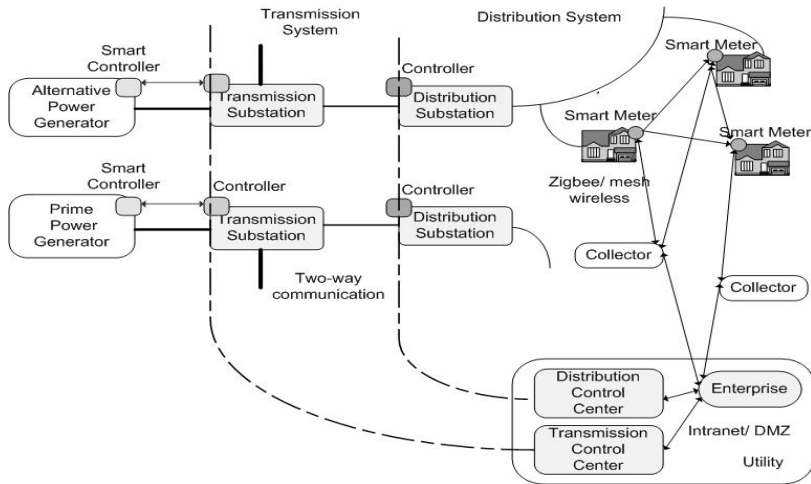 Transmission
System
Distribution System
Smart
Controller
Smart Meter
Controller
Alternative
Power
Generator
Transmission
Substation
Distribution
Substation
Smart Meter
Smart Meter
Zigbee/ mesh
wireless
Smart
Controller
Controller
Controller
Prime
Power
Generator
Transmission
Substation
Distribution
Substation
Two-way
communication
Collector
Collector
Distribution
Control
Center
Enterprise
Transmission
Control
Center
Intranet/ DMZ
Utility